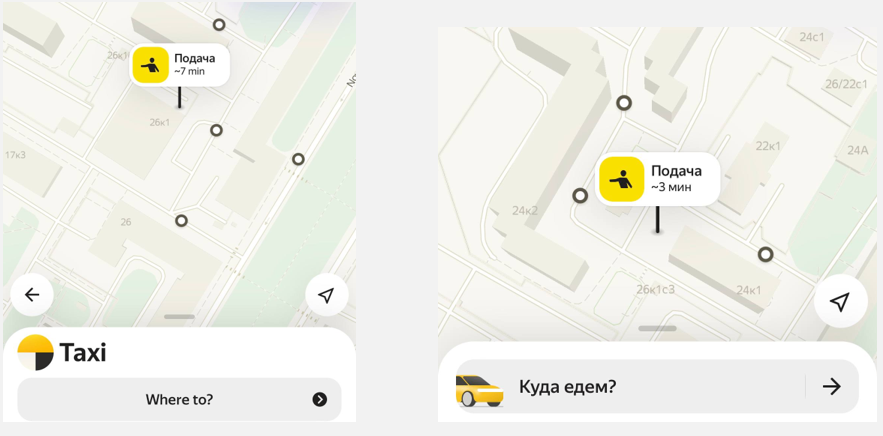 26к1
Подача
~7 min
26к1
17к3
26
Taxi
Where to?
24с1
26/22с1
22к1
24А
Подача
~3 мин
24к2
26к1с3
24к1
Куда едем?